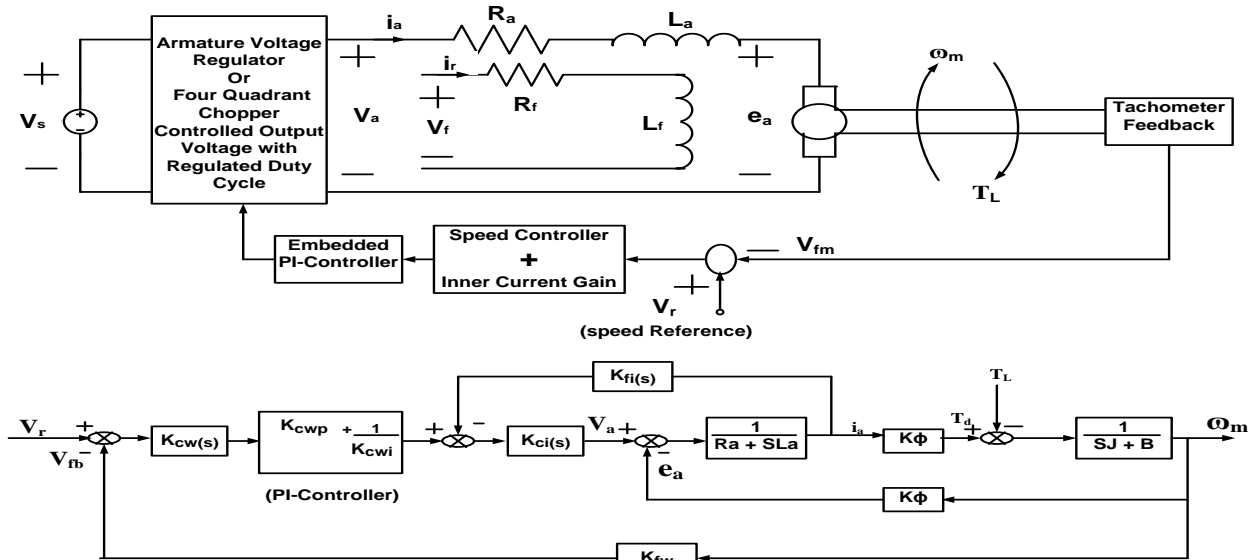 Armature Voltage
Regulator
Or
Four Quadrant
Chopper
Controlled Output
Voltage with
Regulated Duty
Cycle
Vs
ia
Ra
La
Va
ir
Rf
Vf
Lf
ea
ωm
TL
Tachometer
Feedback
Embedded
PI-Controller
Speed Controller
+
Inner Current Gain
Vfm
Vr
(speed Reference)
Kfi(s)
TL
Vr
Vfb
Kcw(s)
Kcwp + 1
Kcwi
(PI-Controller)
Kci(s)
Va
ea
1
Ra + SLa
ia
KΦ
Td
1
SJ + B
ωm
KΦ
Kfw